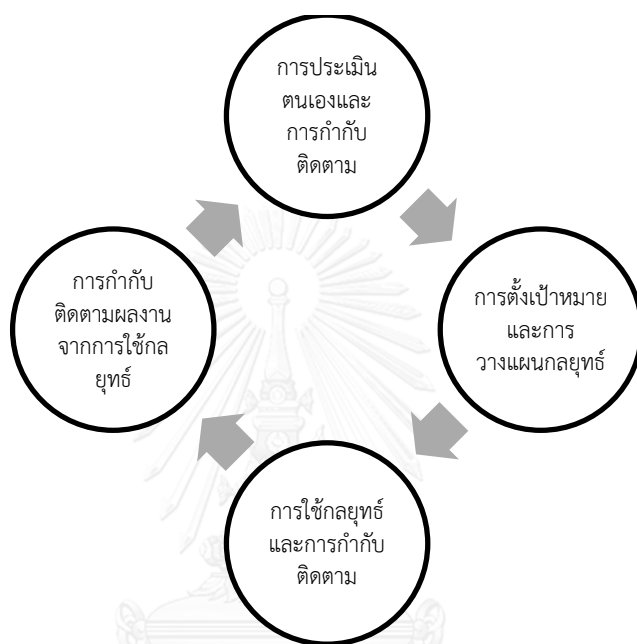 การประเมิน
ตนเองและ
การกำกับ
ติดตาม
การตั้งเป้าหมาย
และการ
วางแผนกลยุทธ์
การใช้กลยุทธ์
และการกำกับ
ติดตาม
การกำกับ
ติดตามผลงาน
จากการใช้กล
ยุทธ์